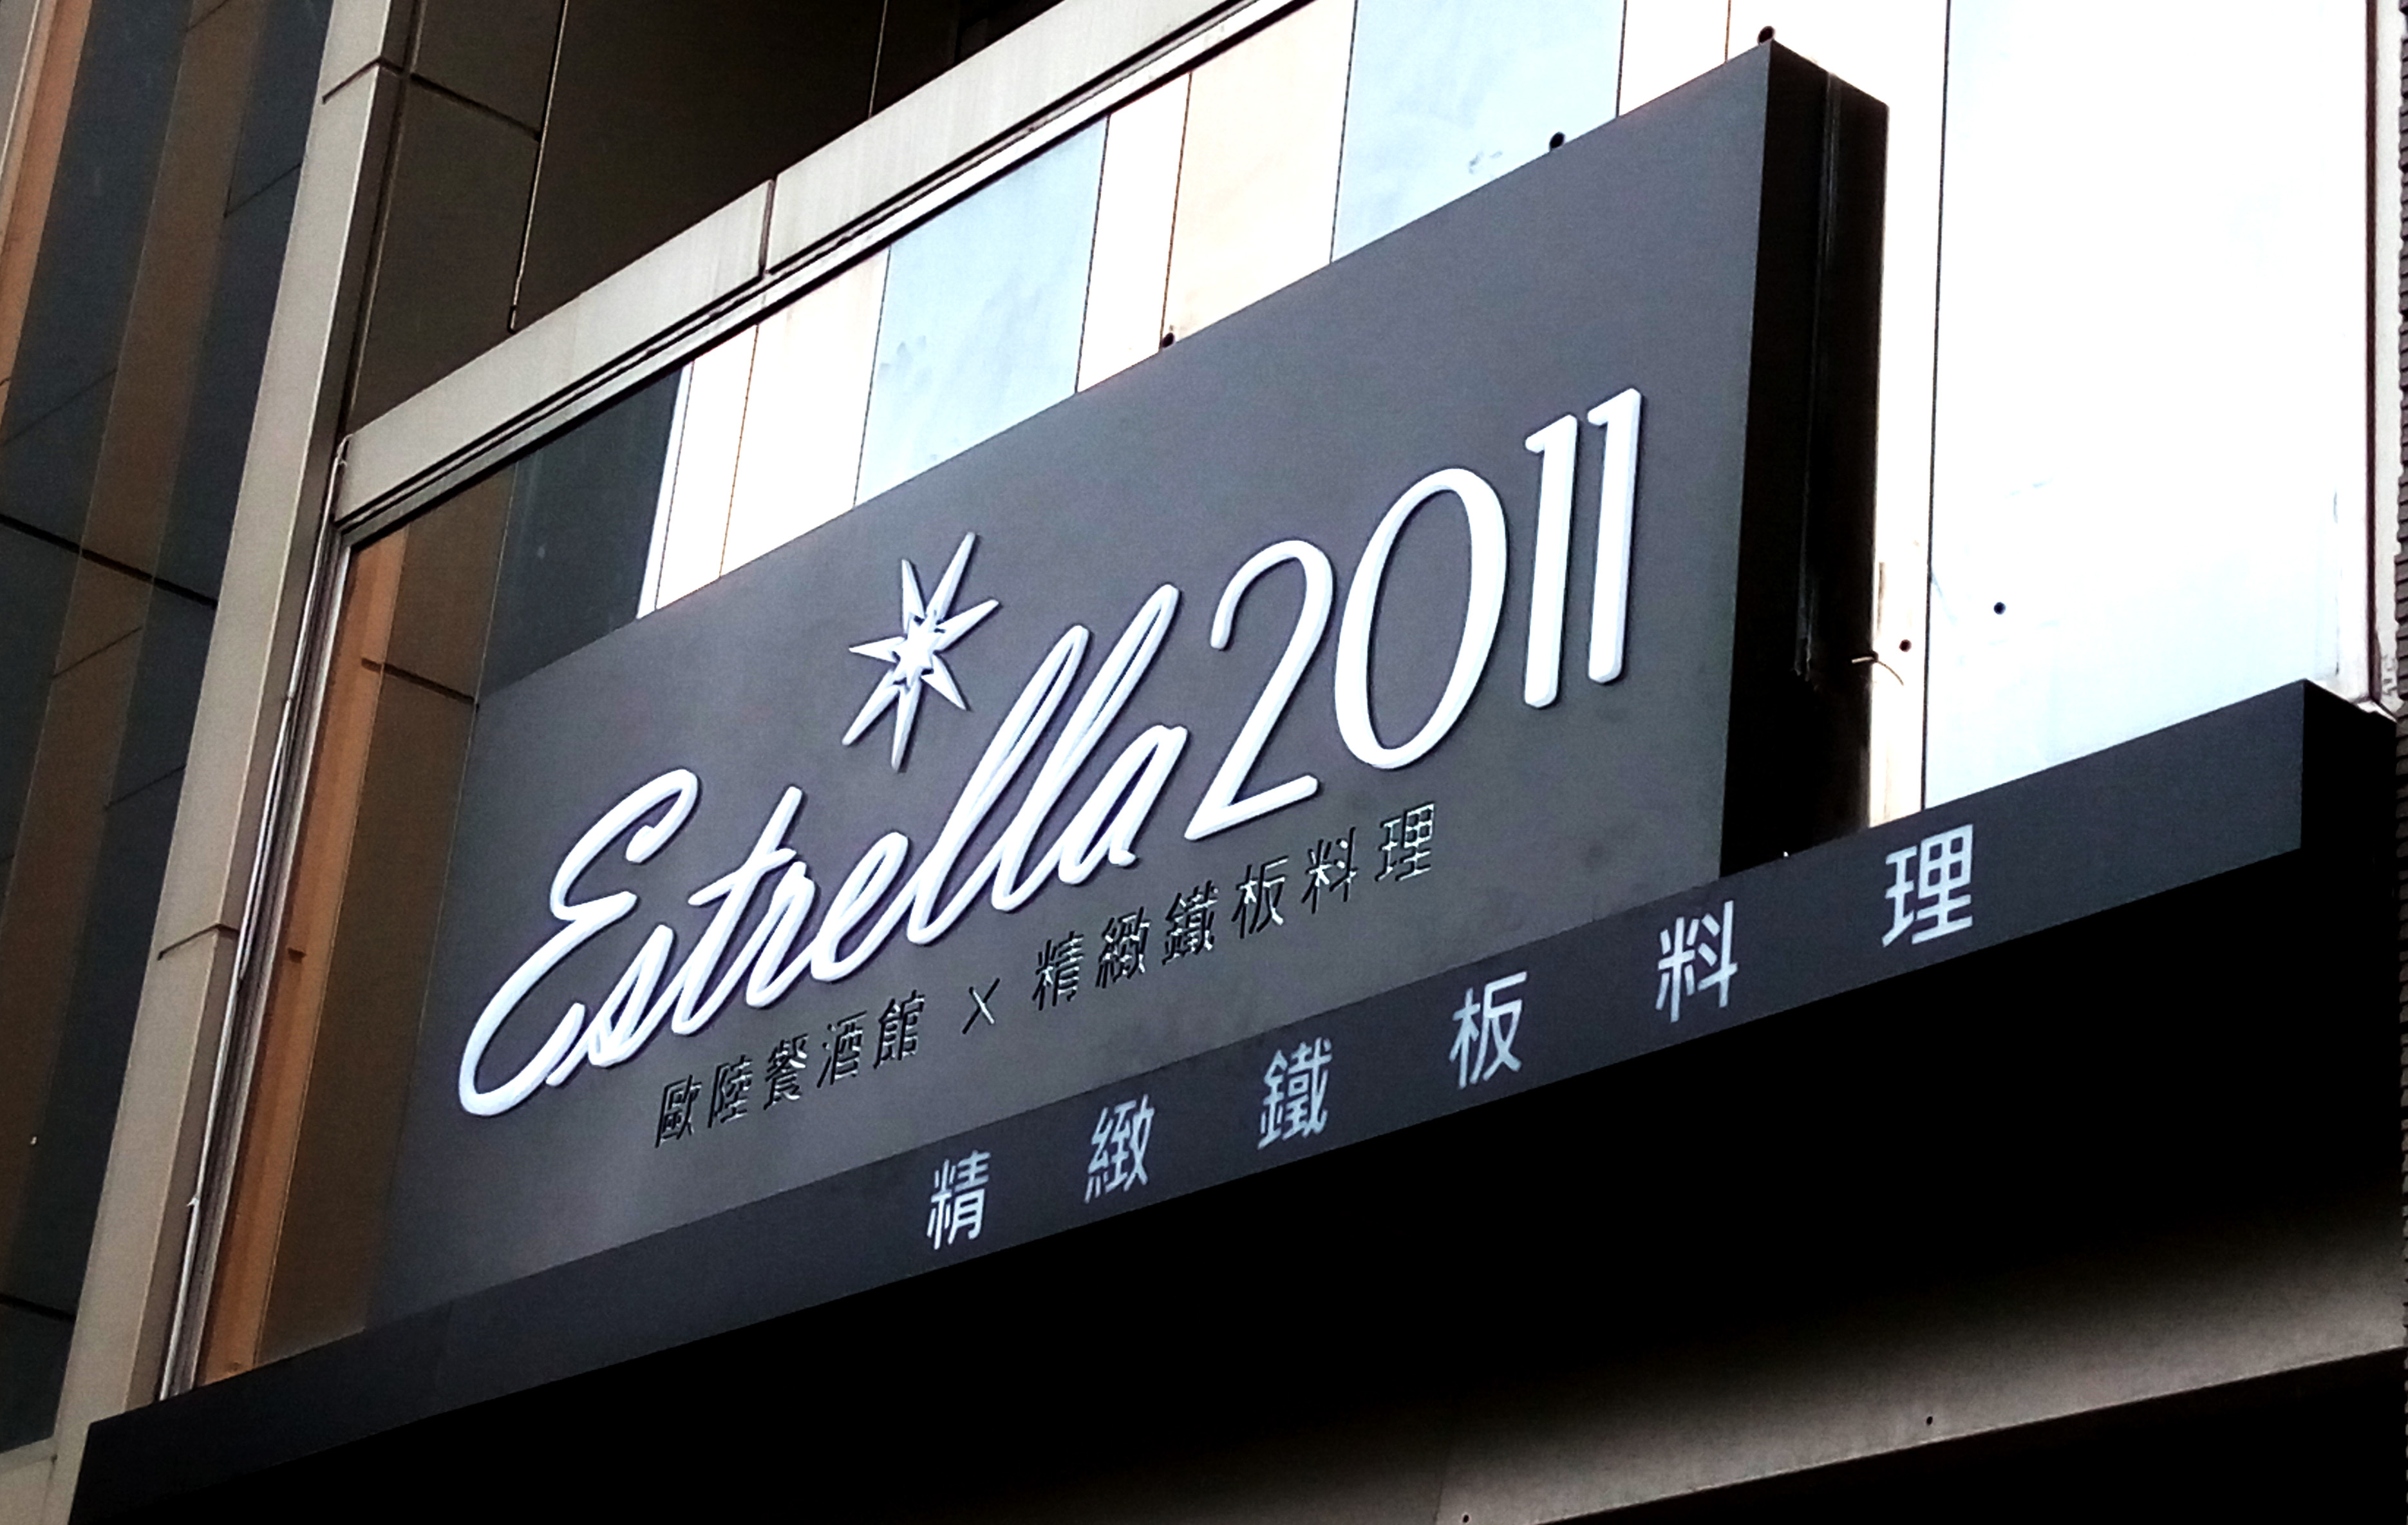 Estrella 2011
歐陸餐酒館 × 精緻鐵板料理
精緻鐵板料理